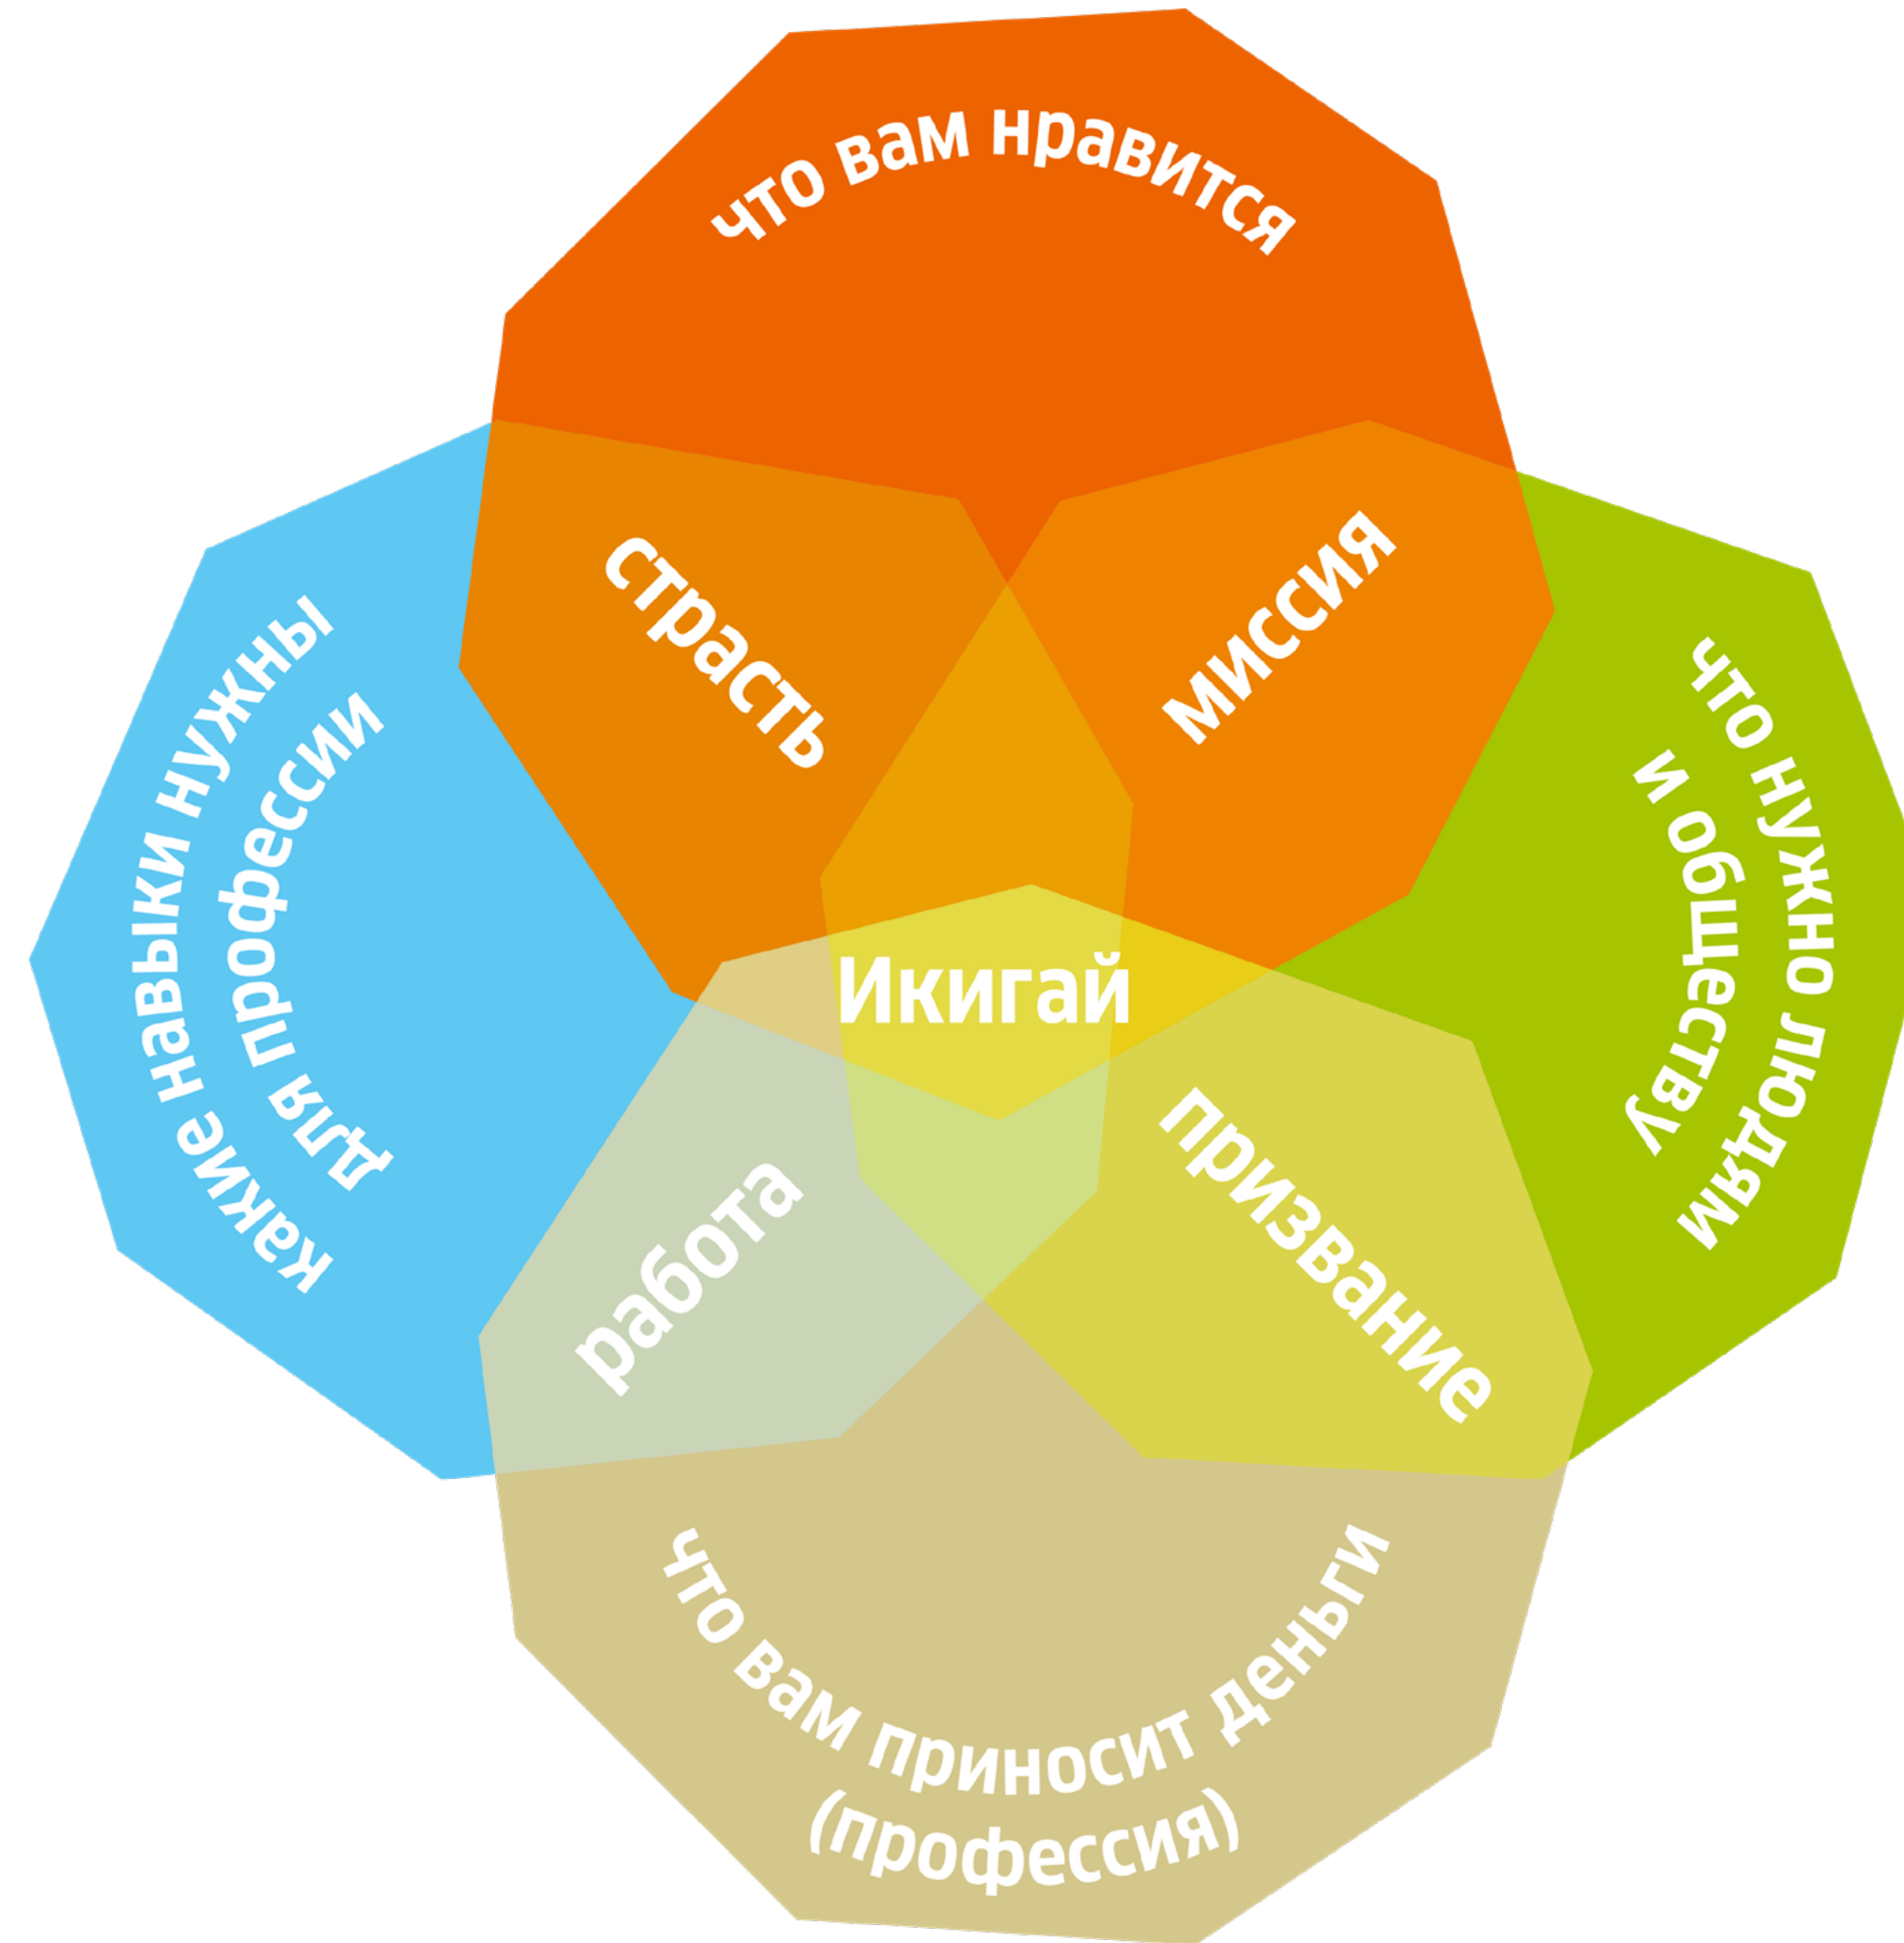 что вам нравится
страсть
миссия
Какие навыки нужны
для профессии
что нужно людям
и обществу
Икигай
работа
призвание
что вам приносит деньги
(профессия)